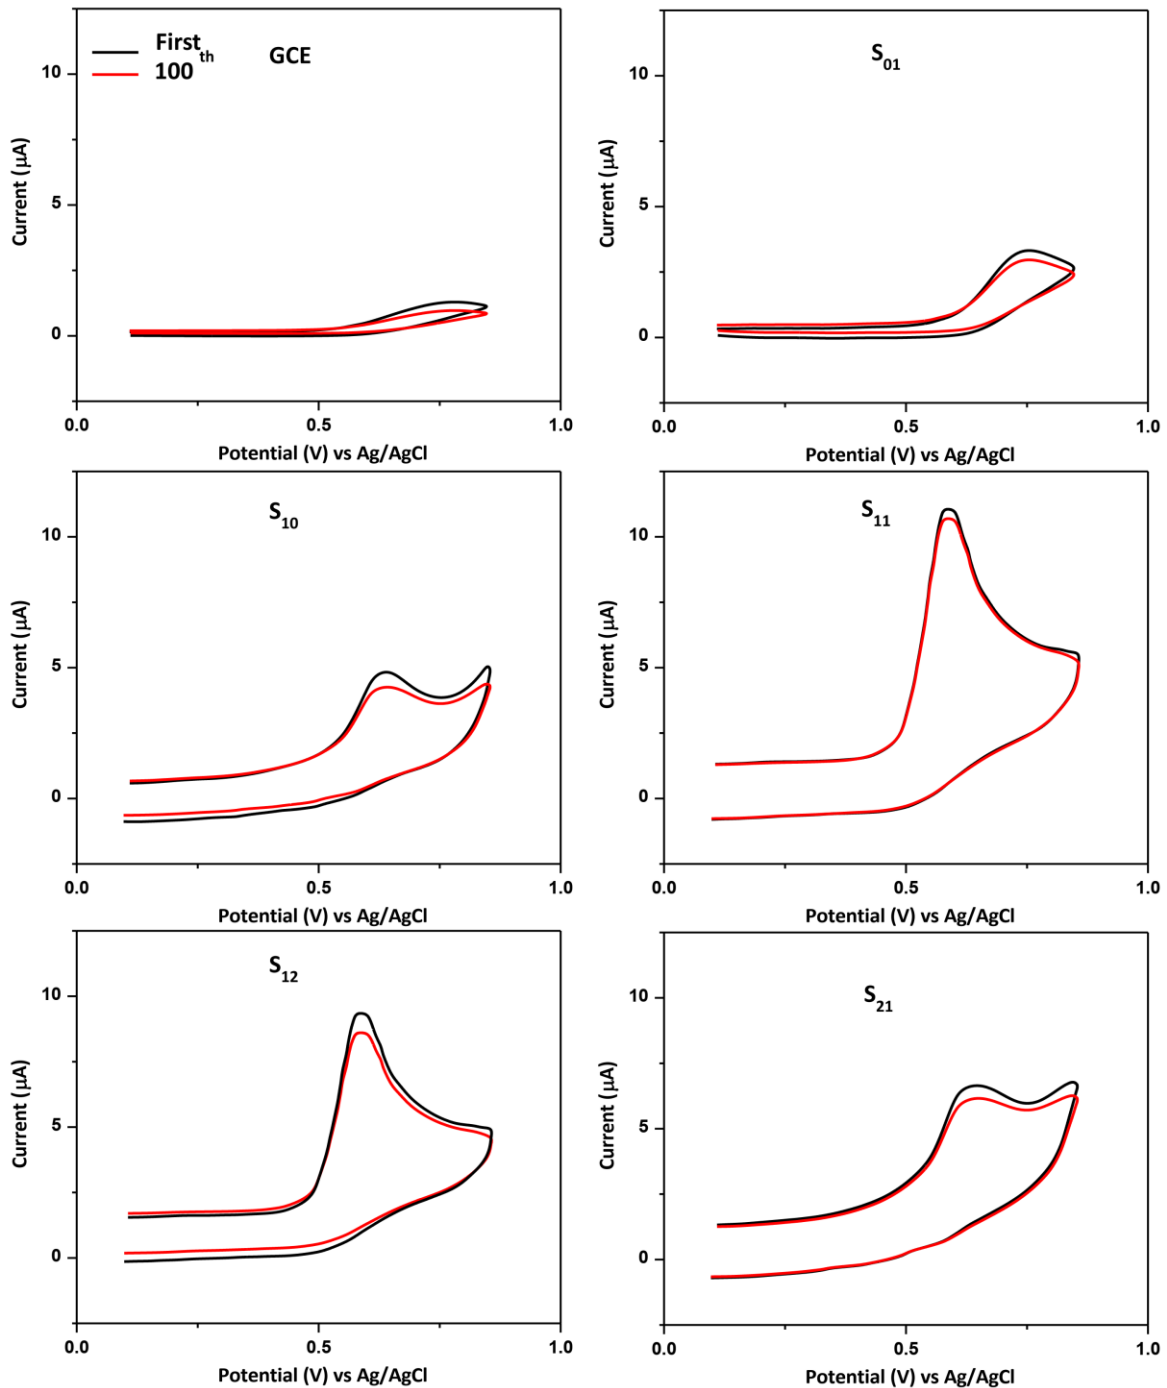 First
100 th
GCE
10
5
0
Current (μA)
0.0 0.5 1.0
Potential (V) vs Ag/AgCl
S01
10
5
0
Current (μA)
0.0 0.5 1.0
Potential (V) vs Ag/AgCl
S10
10
5
0
Current (μA)
0.0 0.5 1.0
Potential (V) vs Ag/AgCl
S11
10
5
0
Current (μA)
0.0 0.5 1.0
Potential (V) vs Ag/AgCl
S12
10
5
0
Current (μA)
0.0 0.5 1.0
Potential (V) vs Ag/AgCl
S21
10
5
0
Current (μA)
0.0 0.5 1.0
Potential (V) vs Ag/AgCl